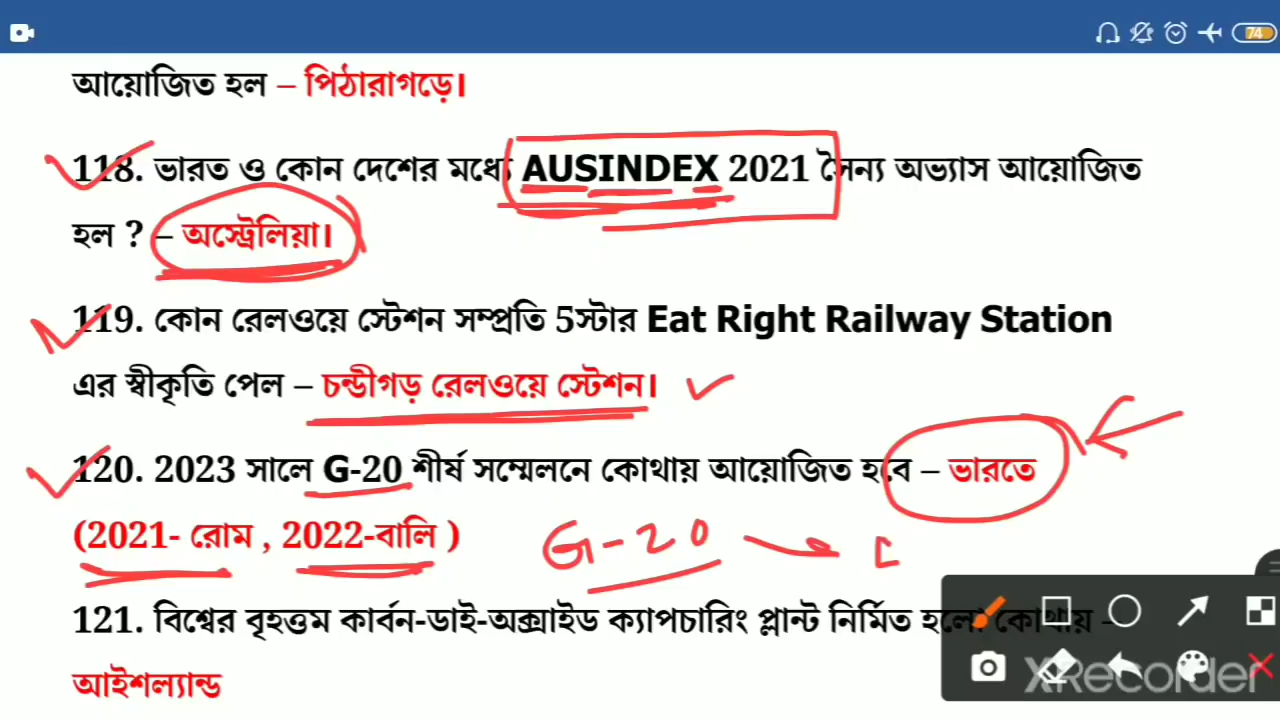 74
আয়োজিত হল – পিঠারাগড়ে।
118. ভারত ও কোন দেশের মধ্যে AUSINDEX 2021 সৈন্য অভ্যাস আয়োজিত
হল ? – অস্ট্রেলিয়া।
119. কোন রেলওয়ে স্টেশন সম্প্রতি 5স্টার Eat Right Railway Station
এর স্বীকৃতি পেল – চন্ডীগড় রেলওয়ে স্টেশন।
120. 2023 সালে G-20 শীর্ষ সম্মেলনে কোথায় আয়োজিত হবে – ভারতে
(2021- রোম , 2022-বালি )
G-20
121. বিশ্বের বৃহত্তম কার্বন-ডাই-অক্সাইড ক্যাপচারিং প্লান্ট নির্মিত হলো কোথায় –
আইশল্যান্ড
XRecorder